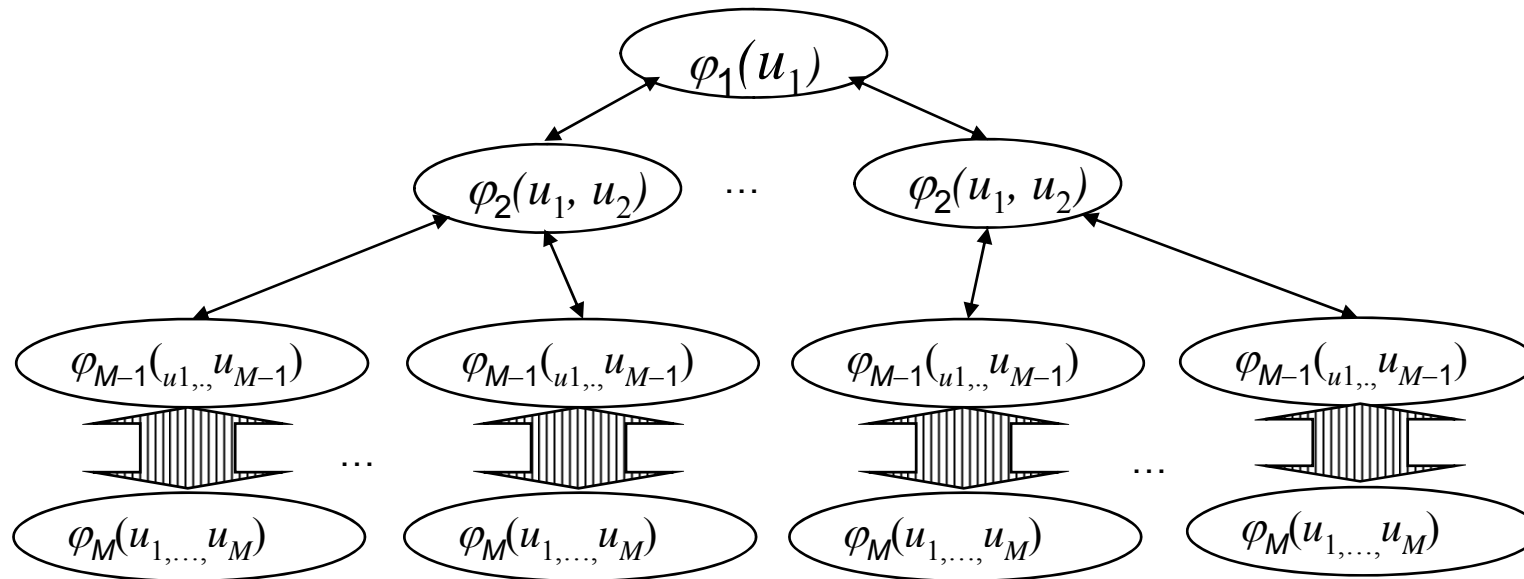 φ₁(u₁)
φ₂(u₁, u₂) … φ₂(u₁, u₂)
φM–1(u1,.,uM–1) φM–1(u1,.,uM–1) φM–1(u1,.,uM–1) φM–1(u1,.,uM–1)
… …
φM(u1,…,uM) φM(u1,…,uM) φM(u1,…,uM) φM(u1,…,uM)